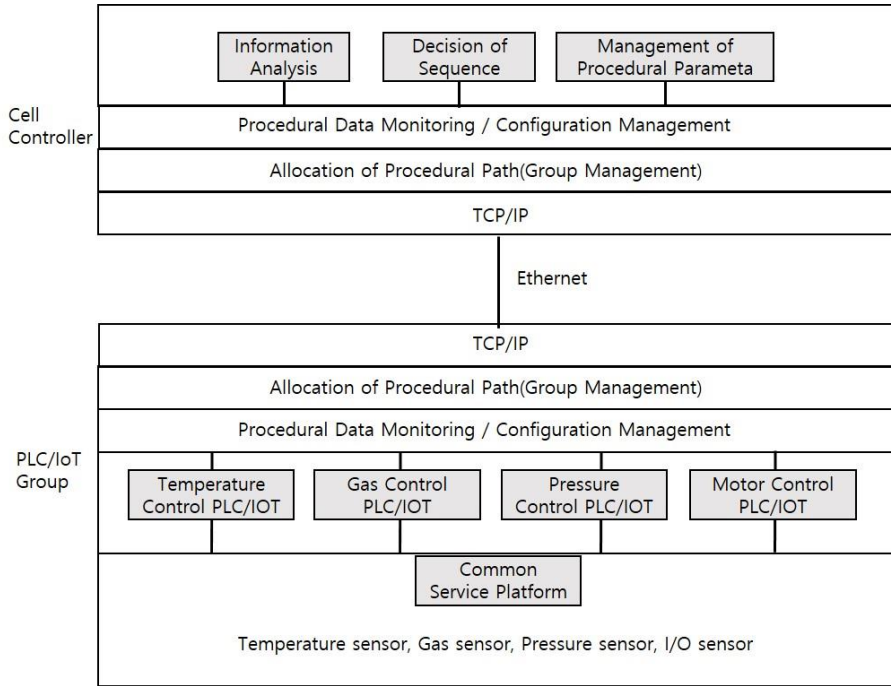 Information
Analysis
Decision of
Sequence
Management of
Procedural Parameta
Cell
Controller
Procedural Data Monitoring / Configuration Management
Allocation of Procedural Path(Group Management)
TCP/IP
Ethernet
TCP/IP
Allocation of Procedural Path(Group Management)
Procedural Data Monitoring / Configuration Management
PLC/IoT
Group
Temperature
Control PLC/IOT
Gas Control
PLC/IOT
Pressure
Control PLC/IOT
Motor Control
PLC/IOT
Common
Service Platform
Temperature sensor, Gas sensor, Pressure sensor, I/O sensor